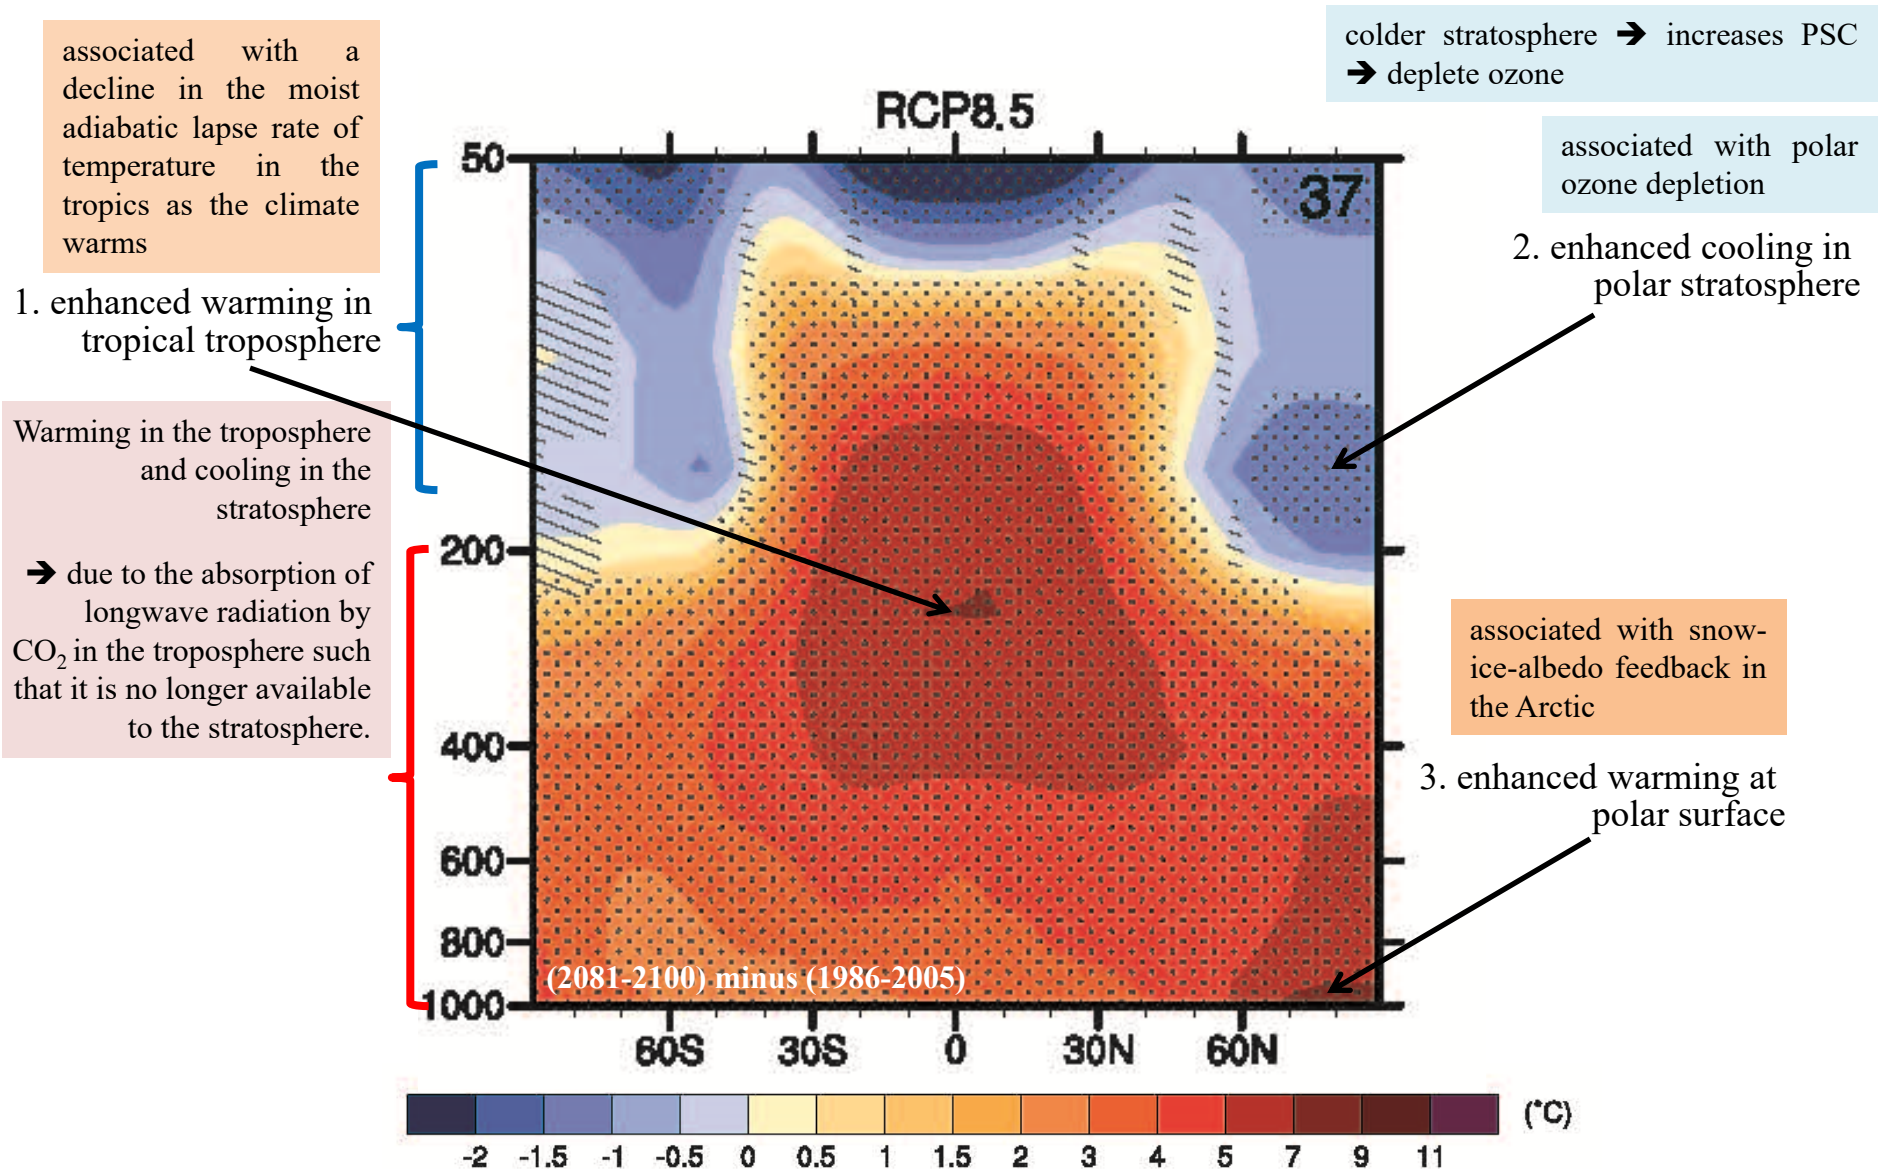 associated with a
decline in the moist
adiabatic lapse rate of
temperature in the
tropics as the climate
warms
1. enhanced warming in
tropical troposphere
Warming in the troposphere
and cooling in the
stratosphere
➔ due to the absorption of
longwave radiation by
CO₂ in the troposphere such
that it is no longer available
to the stratosphere.
colder stratosphere ➔ increases PSC
➔ deplete ozone
associated with polar
ozone depletion
2. enhanced cooling in
polar stratosphere
associated with snow-
ice-albedo feedback in
the Arctic
3. enhanced warming at
polar surface
RCP8.5
37
50
200
400
600
800
1000
(2081-2100) minus (1986-2005)
60S 30S 0 30N 60N
(°C)
-2 -1.5 -1 -0.5 0 0.5 1 1.5 2 3 4 5 7 9 11